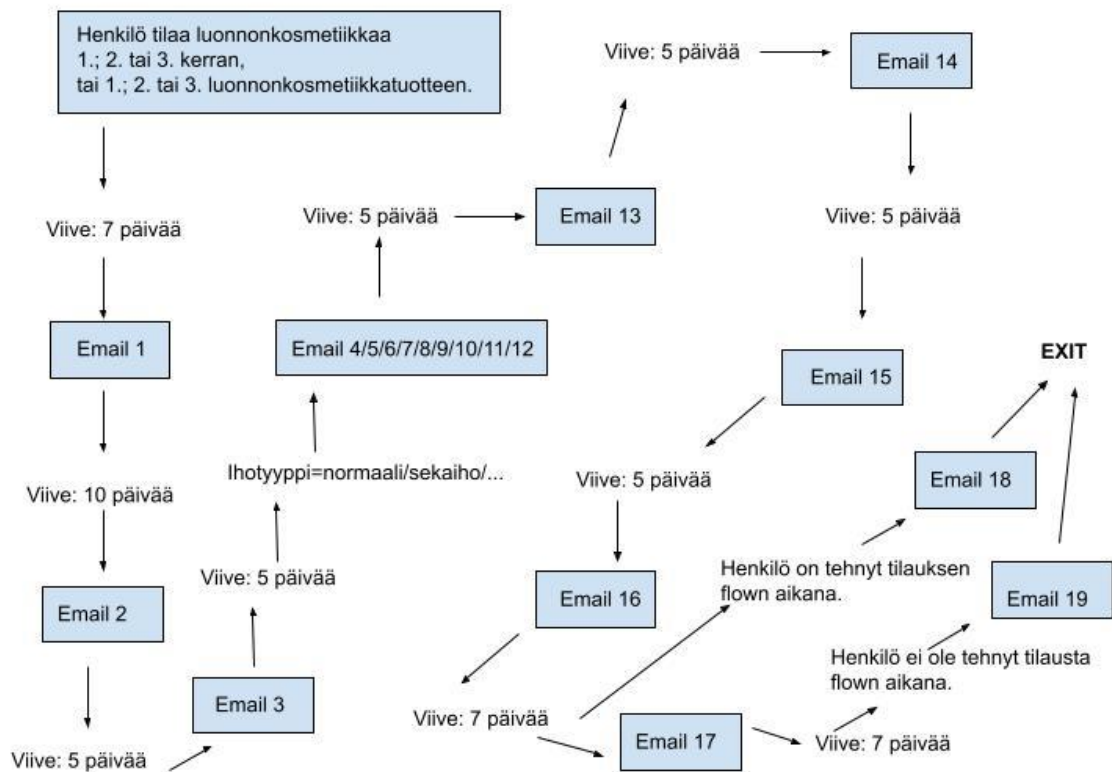 Henkilö tilaa luonnonkosmetiikkaa
1.; 2. tai 3. kerran,
tai 1.; 2. tai 3. luonnonkosmetiikkatuotteen.
Viive: 7 päivää
Email 1
Viive: 10 päivää
Email 2
Viive: 5 päivää
Email 3
Viive: 5 päivää
Ihotyyppi=normaali/sekaiho/...
Email 4/5/6/7/8/9/10/11/12
Viive: 5 päivää
Email 13
Viive: 5 päivää
Email 14
Viive: 5 päivää
Email 15
Viive: 5 päivää
Email 16
Viive: 7 päivää
Henkilö on tehnyt tilauksen
flown aikana.
Email 18
Email 17
Viive: 7 päivää
Henkilö ei ole tehnyt tilausta
flown aikana.
Email 19
EXIT